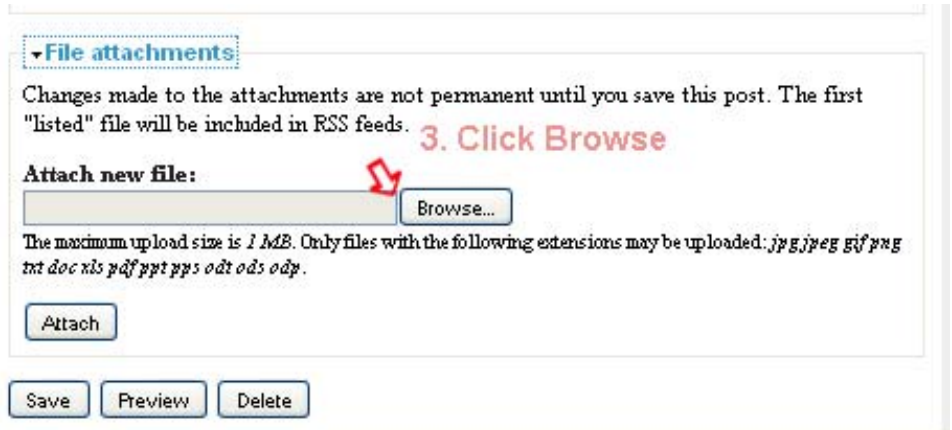 File attachments
Changes made to the attachments are not permanent until you save this post. The first
"listed" file will be included in RSS feeds.
3. Click Browse
Attach new file:
Browse...
The maximum upload size is 1 MB. Only files with the following extensions may be uploaded: jpg jpeg gif png
txt doc xls pdf ppt pps odt ods odp.
Attach
Save Preview Delete